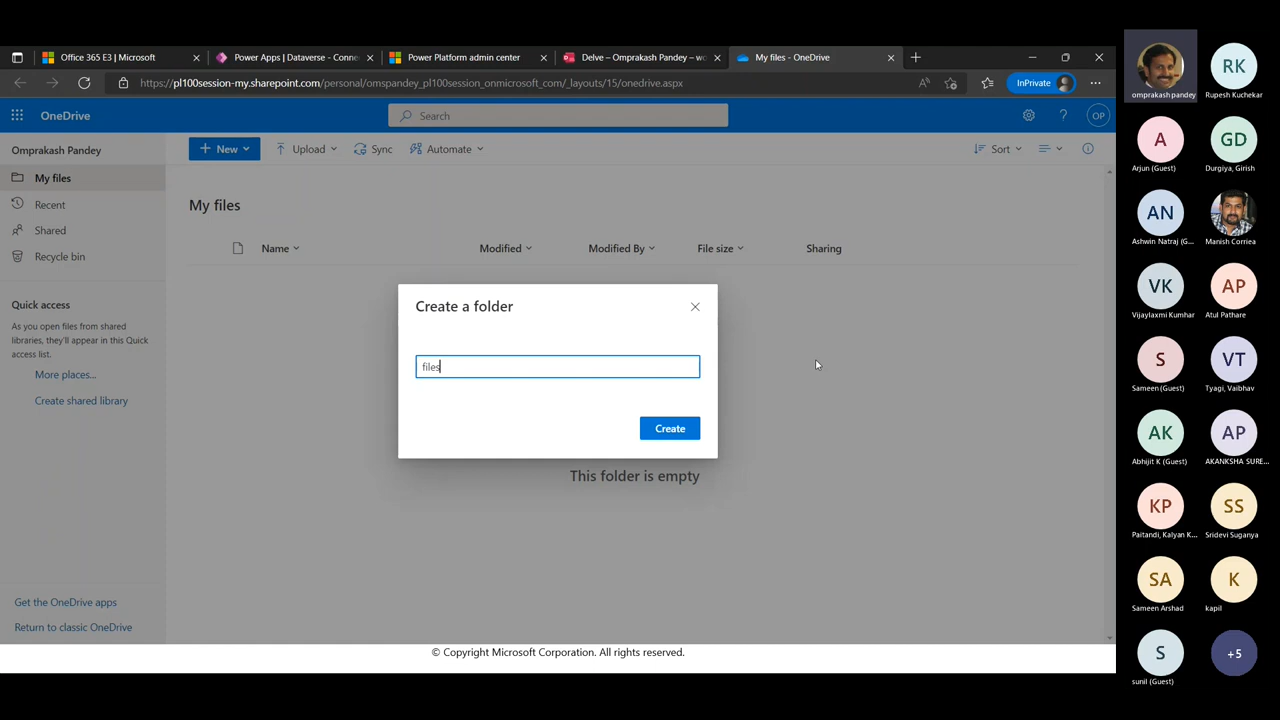 Office 365 E3 | Microsoft
Power Apps | Dataverse - Conne
Power Platform admin center
Delve – Omprakash Pandey – wo
My files - OneDrive
https://pl100session-my.sharepoint.com/personal/omspandey_pl100session_onmicrosoft_com/_layouts/15/onedrive.aspx
InPrivate
OneDrive
Search
OP
Omprakash Pandey
New
Upload
Sync
Automate
Sort
My files
Recent
Shared
Recycle bin
Quick access
As you open files from shared
libraries, they'll appear in this Quick
access list.
More places...
Create shared library
Get the OneDrive apps
Return to classic OneDrive
My files
Name
Modified
Modified By
File size
Sharing
Create a folder
files
Create
This folder is empty
© Copyright Microsoft Corporation. All rights reserved.
omprakash pandey
RK
Rupesh Kuchekar
A
Arjun (Guest)
GD
Durgiya, Girish
AN
Ashwin Natraj (G...
Manish Corriea
VK
Vijaylaxmi Kumhar
AP
Atul Pathare
S
Sameen (Guest)
VT
Tyagi, Vaibhav
AK
Abhijit K (Guest)
AP
AKANKSHA SURE...
KP
Paitandi, Kalyan K...
SS
Sridevi Suganya
SA
Sameen Arshad
K
kapil
S
sunil (Guest)
+5